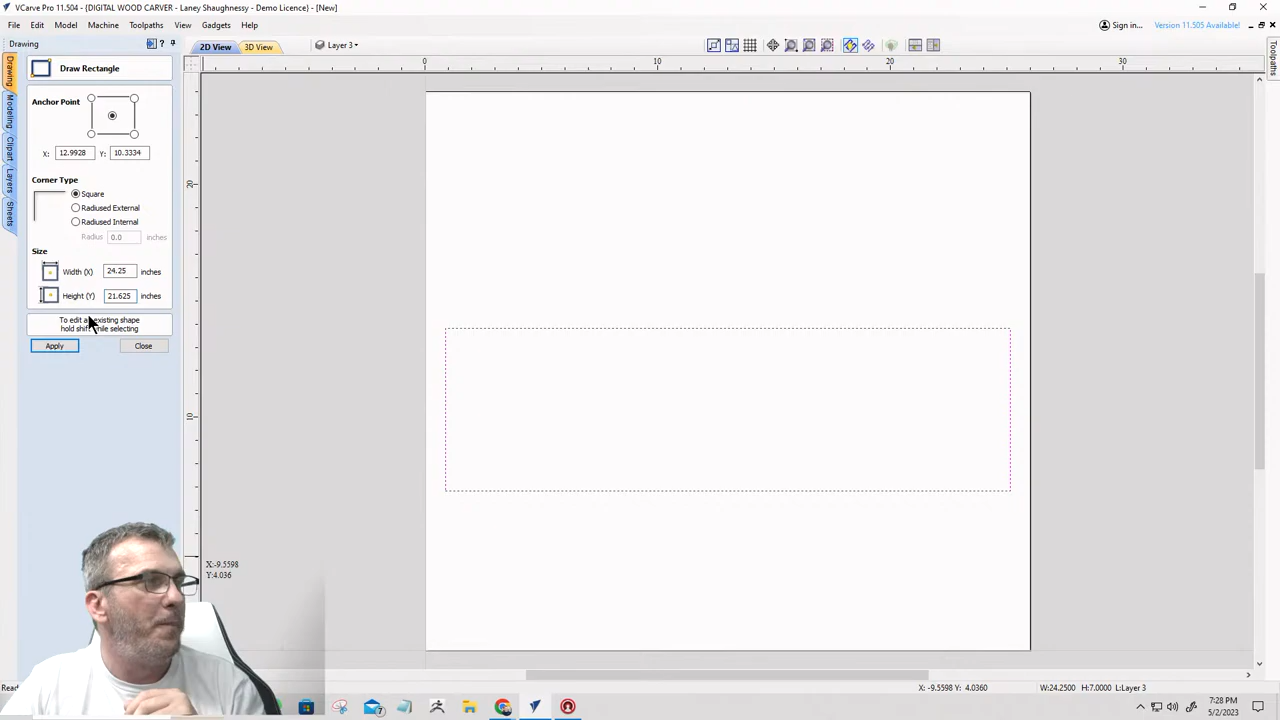 VCarve Pro 11.504 - (DIGITAL WOOD CARVER - Laney Shaughnessy - Demo Licence) - [New]
File Edit Model Machine Toolpaths View Gadgets Help
Sign in... Version 11.505 Available!
Drawing
2D View 3D View Layer 3
Draw Rectangle
Anchor Point
X: 12.9928 Y: 10.3334
Corner Type
Square
Radiused External
Radiused Internal
Radius 0.0 inches
Size
Width (X) 24.25 inches
Height (Y) 21.625 inches
To edit a existing shape
hold shift while selecting
Apply Close
Drawing
Modeling
Clipart
Layers
Sheets
Toolpaths
0 10 20 30
20
10
X:-9.5598
Y:4.036
Rea
X: -9.5598 Y: 4.0360 W:24.2500 H:7.0000 L:Layer 3
7
7:28 PM
5/2/2023